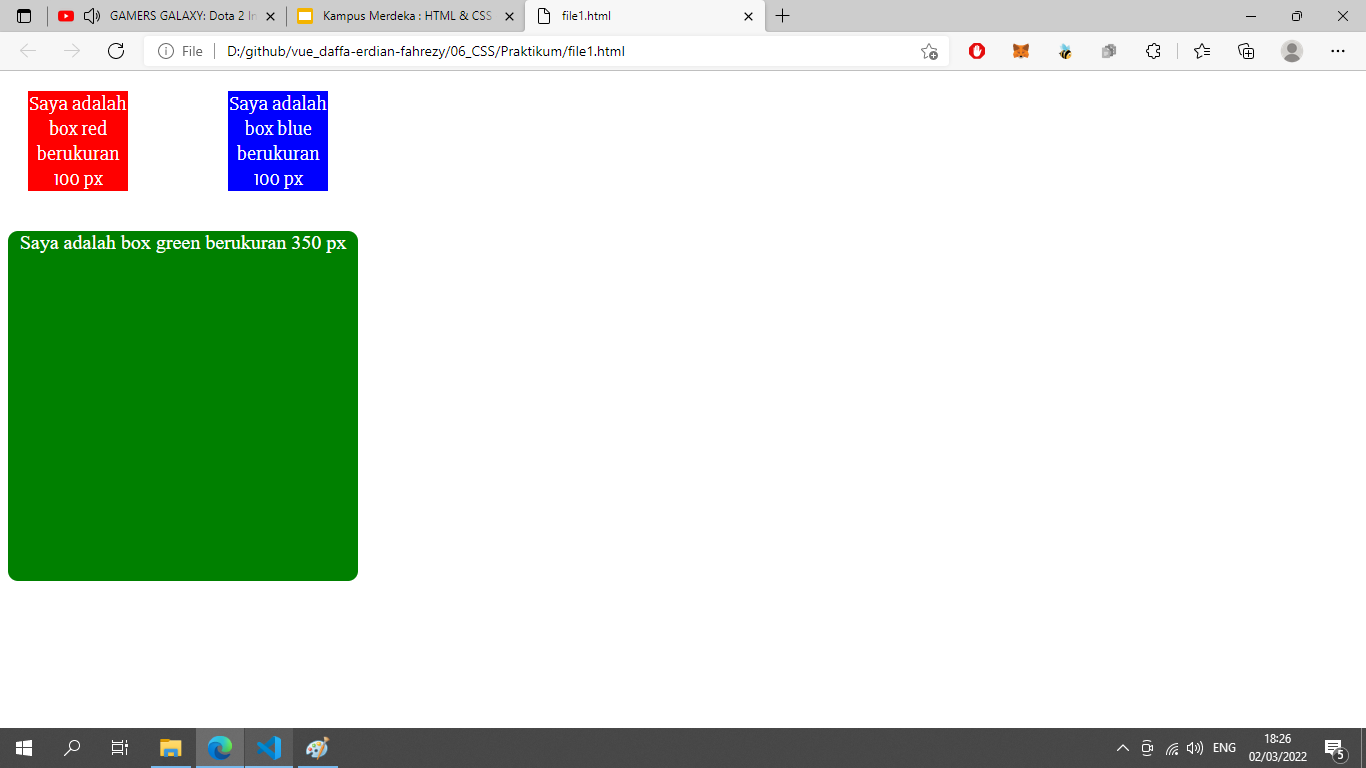 GAMERS GALAXY: Dota 2 In
Kampus Merdeka : HTML & CSS
file1.html
File
D:/github/vue_daffa-erdian-fahrezy/06_CSS/Praktikum/file1.html
Saya adalah
box red
berukuran
100 px
Saya adalah
box blue
berukuran
100 px
Saya adalah box green berukuran 350 px
ENG
18:26
02/03/2022
5